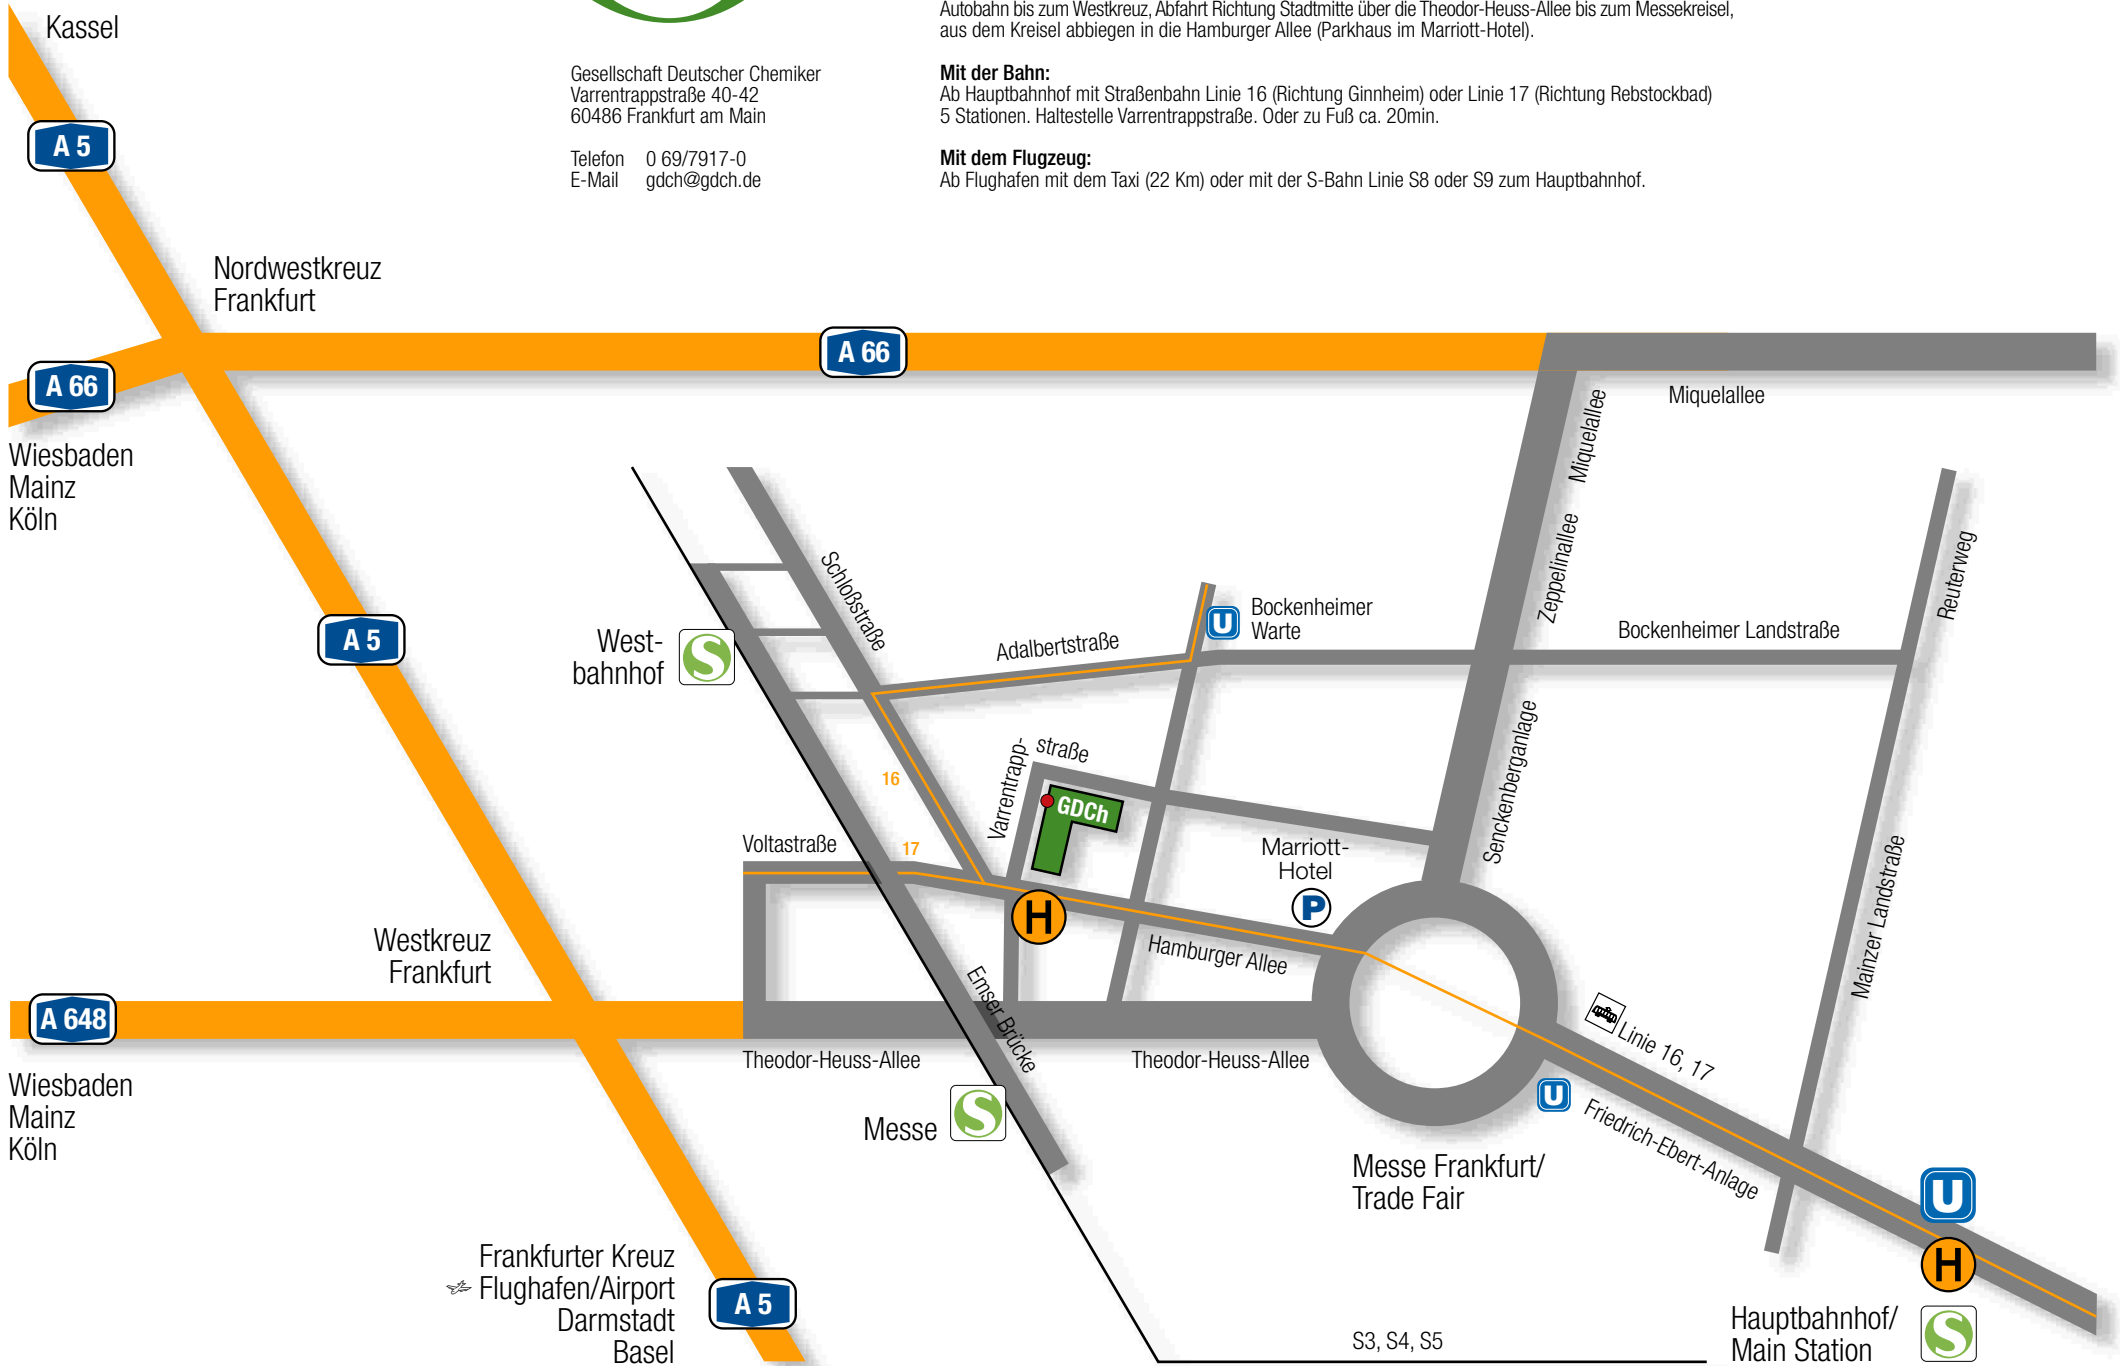 Autobahn bis zum Westkreuz, Abfahrt Richtung Stadtmitte über die Theodor-Heuss-Allee bis zum Messekreisel,
aus dem Kreisel abbiegen in die Hamburger Allee (Parkhaus im Marriott-Hotel).
Mit der Bahn:
Ab Hauptbahnhof mit Straßenbahn Linie 16 (Richtung Ginnheim) oder Linie 17 (Richtung Rebstockbad)
5 Stationen. Haltestelle Varrentrappstraße. Oder zu Fuß ca. 20min.
Mit dem Flugzeug:
Ab Flughafen mit dem Taxi (22 Km) oder mit der S-Bahn Linie S8 oder S9 zum Hauptbahnhof.
Gesellschaft Deutscher Chemiker
Varrentrappstraße 40-42
60486 Frankfurt am Main
Telefon 0 69/7917-0
E-Mail gdch@gdch.de
Kassel
A 5
Nordwestkreuz
Frankfurt
A 66
A 66
Wiesbaden
Mainz
Köln
Miquelallee
Miquelallee
Zeppelinallee
Reuterweg
Schloßstraße
A 5
West-
bahnhof
S
Adalbertstraße
U
Bockenheimer
Warte
Bockenheimer Landstraße
Senckenberganlage
Varrentrapp-
straße
GDCh
16
17
Voltastraße
Marriott-
Hotel
P
H
Hamburger Allee
Mainzer Landstraße
Westkreuz
Frankfurt
A 648
Wiesbaden
Mainz
Köln
Emser Brücke
Theodor-Heuss-Allee
Theodor-Heuss-Allee
Linie 16, 17
U
Friedrich-Ebert-Anlage
Messe
S
Messe Frankfurt/
Trade Fair
U
H
Frankfurter Kreuz
Flughafen/Airport
Darmstadt
Basel
A 5
S3, S4, S5
Hauptbahnhof/
Main Station
S